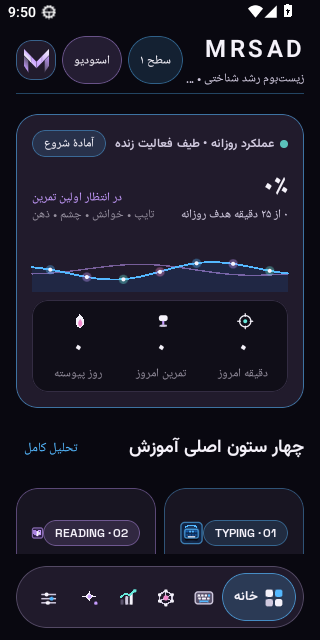 9:50
MRSAD
سطح ۱
استودیو
زیست‌بوم رشد شناختی • ...
عملکرد روزانه • طیف فعالیت زنده
آمادهٔ شروع
۰٪
در انتظار اولین تمرین
۰ از ۲۵ دقیقه هدف روزانه
تایپ • خوانش • چشم • ذهن
۰
۰
۰
دقیقه امروز
تمرین امروز
روز پیوسته
چهار ستون اصلی آموزش
تحلیل کامل
TYPING · 01
READING · 02
خانه